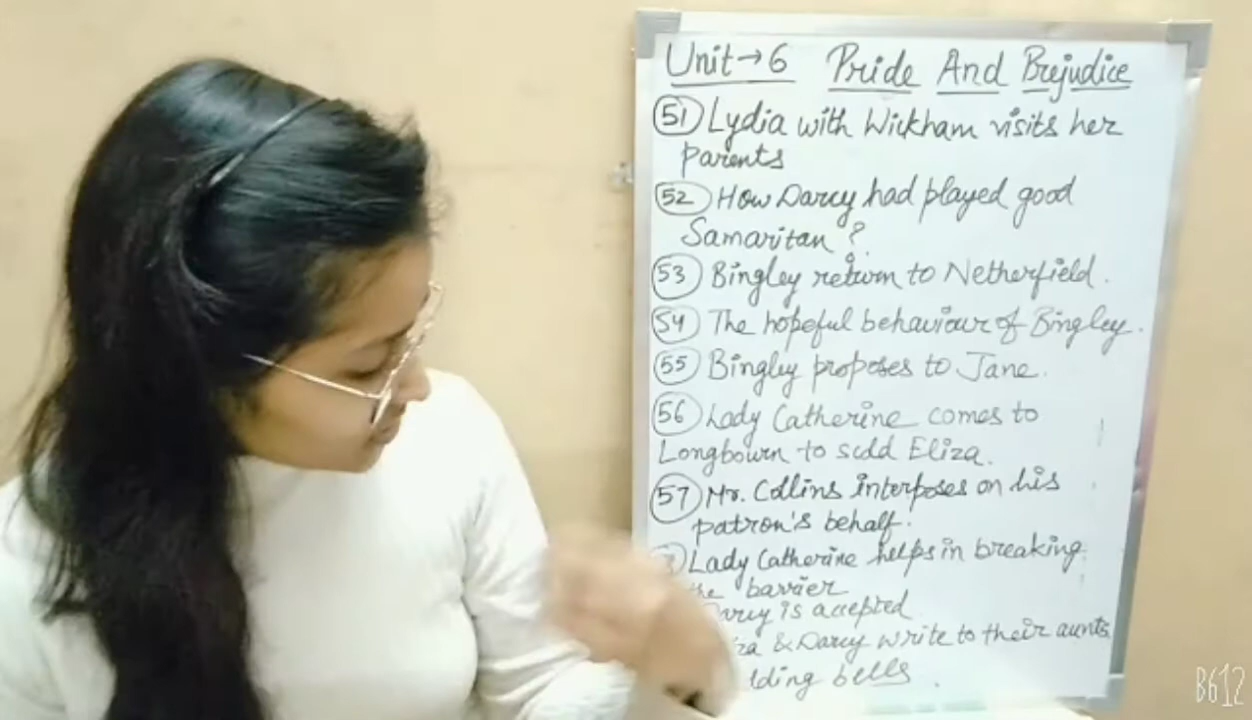 Unit→6 Pride And Prejudice
51 Lydia with Wickham visits her
parents
52 How Darcy had played good
Samaritan?
53 Bingley return to Netherfield.
54 The hopeful behaviour of Bingley.
55 Bingley proposes to Jane.
56 Lady Catherine comes to
Longbourn to scdd Eliza.
57 Mr. Collins interposes on his
patron's behalf.
Lady Catherine helps in breaking
barrier
is accepted
& Darcy write to their aunts
bells
B612